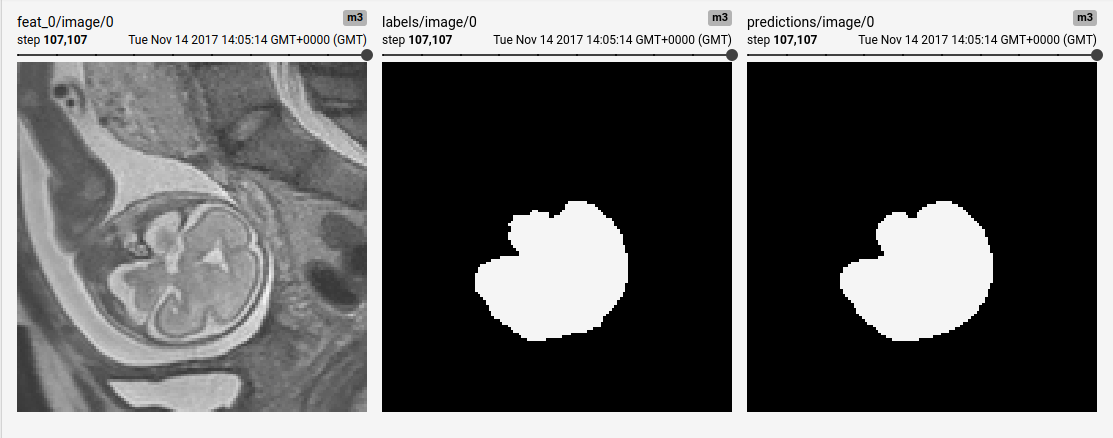 feat_0/image/0 m3
step 107,107 Tue Nov 14 2017 14:05:14 GMT+0000 (GMT)
labels/image/0 m3
step 107,107 Tue Nov 14 2017 14:05:14 GMT+0000 (GMT)
predictions/image/0 m3
step 107,107 Tue Nov 14 2017 14:05:14 GMT+0000 (GMT)